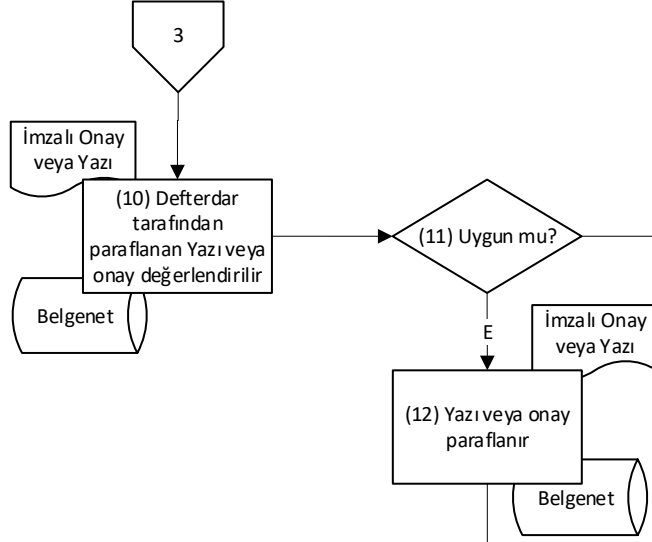 3
İmzalı Onay
veya Yazı
(10) Defterdar
tarafından
paraflanan Yazı veya
onay değerlendirilir
Belgenet
(11) Uygun mu?
E
İmzalı Onay
veya Yazı
(12) Yazı veya onay
paraflanır
Belgenet